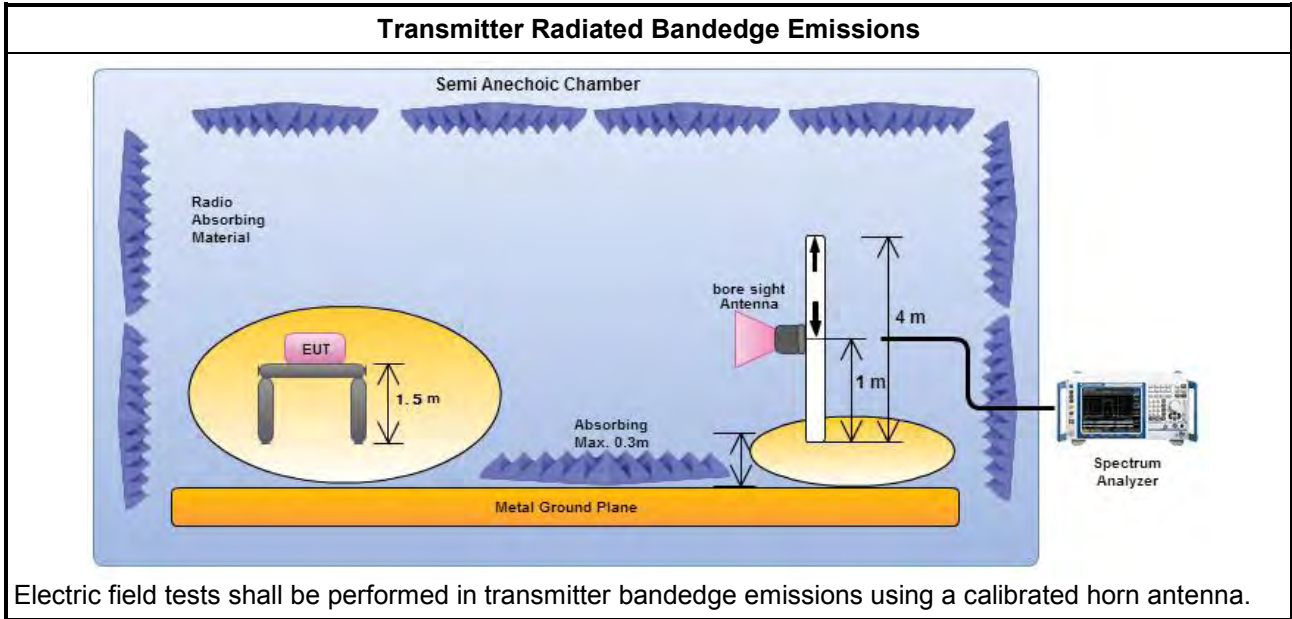 Transmitter Radiated Bandedge Emissions
Semi Anechoic Chamber
Radio
Absorbing
Material
bore sight
Antenna
4 m
EUT
1 m
1.5 m
Absorbing
Max. 0.3m
Spectrum
Analyzer
Metal Ground Plane
Electric field tests shall be performed in transmitter bandedge emissions using a calibrated horn antenna.